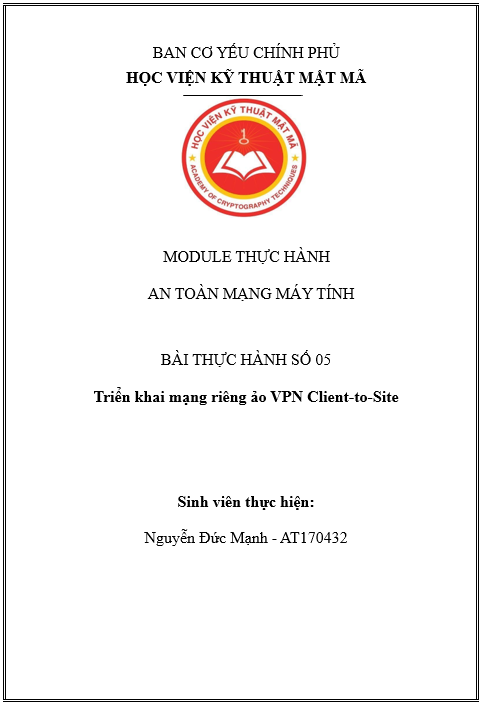 BAN CƠ YẾU CHÍNH PHỦ
HỌC VIỆN KỸ THUẬT MẬT MÃ
HỌC VIỆN KỸ THUẬT MẬT MÃ
1
ACADEMY OF CRYPTOGRAPHY TECHNIQUES
MODULE THỰC HÀNH
AN TOÀN MẠNG MÁY TÍNH
BÀI THỰC HÀNH SỐ 05
Triển khai mạng riêng ảo VPN Client-to-Site
Sinh viên thực hiện:
Nguyễn Đức Mạnh - AT170432